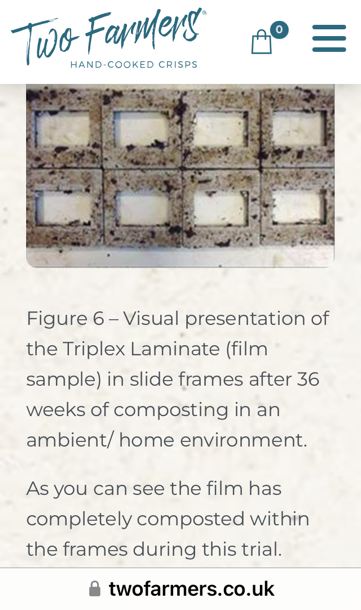 Two Farmers®
HAND-COOKED CRISPS
0
Figure 6 – Visual presentation of
the Triplex Laminate (film
sample) in slide frames after 36
weeks of composting in an
ambient/ home environment.
As you can see the film has
completely composted within
the frames during this trial.
twofarmers.co.uk